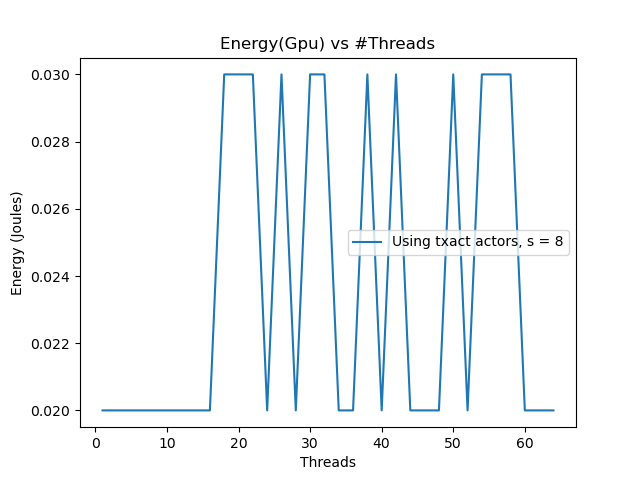 Energy(Gpu) vs #Threads
0.030
0.028
0.026
0.024
0.022
0.020
Energy (Joules)
Using txact actors, s = 8
0 10 20 30 40 50 60
Threads